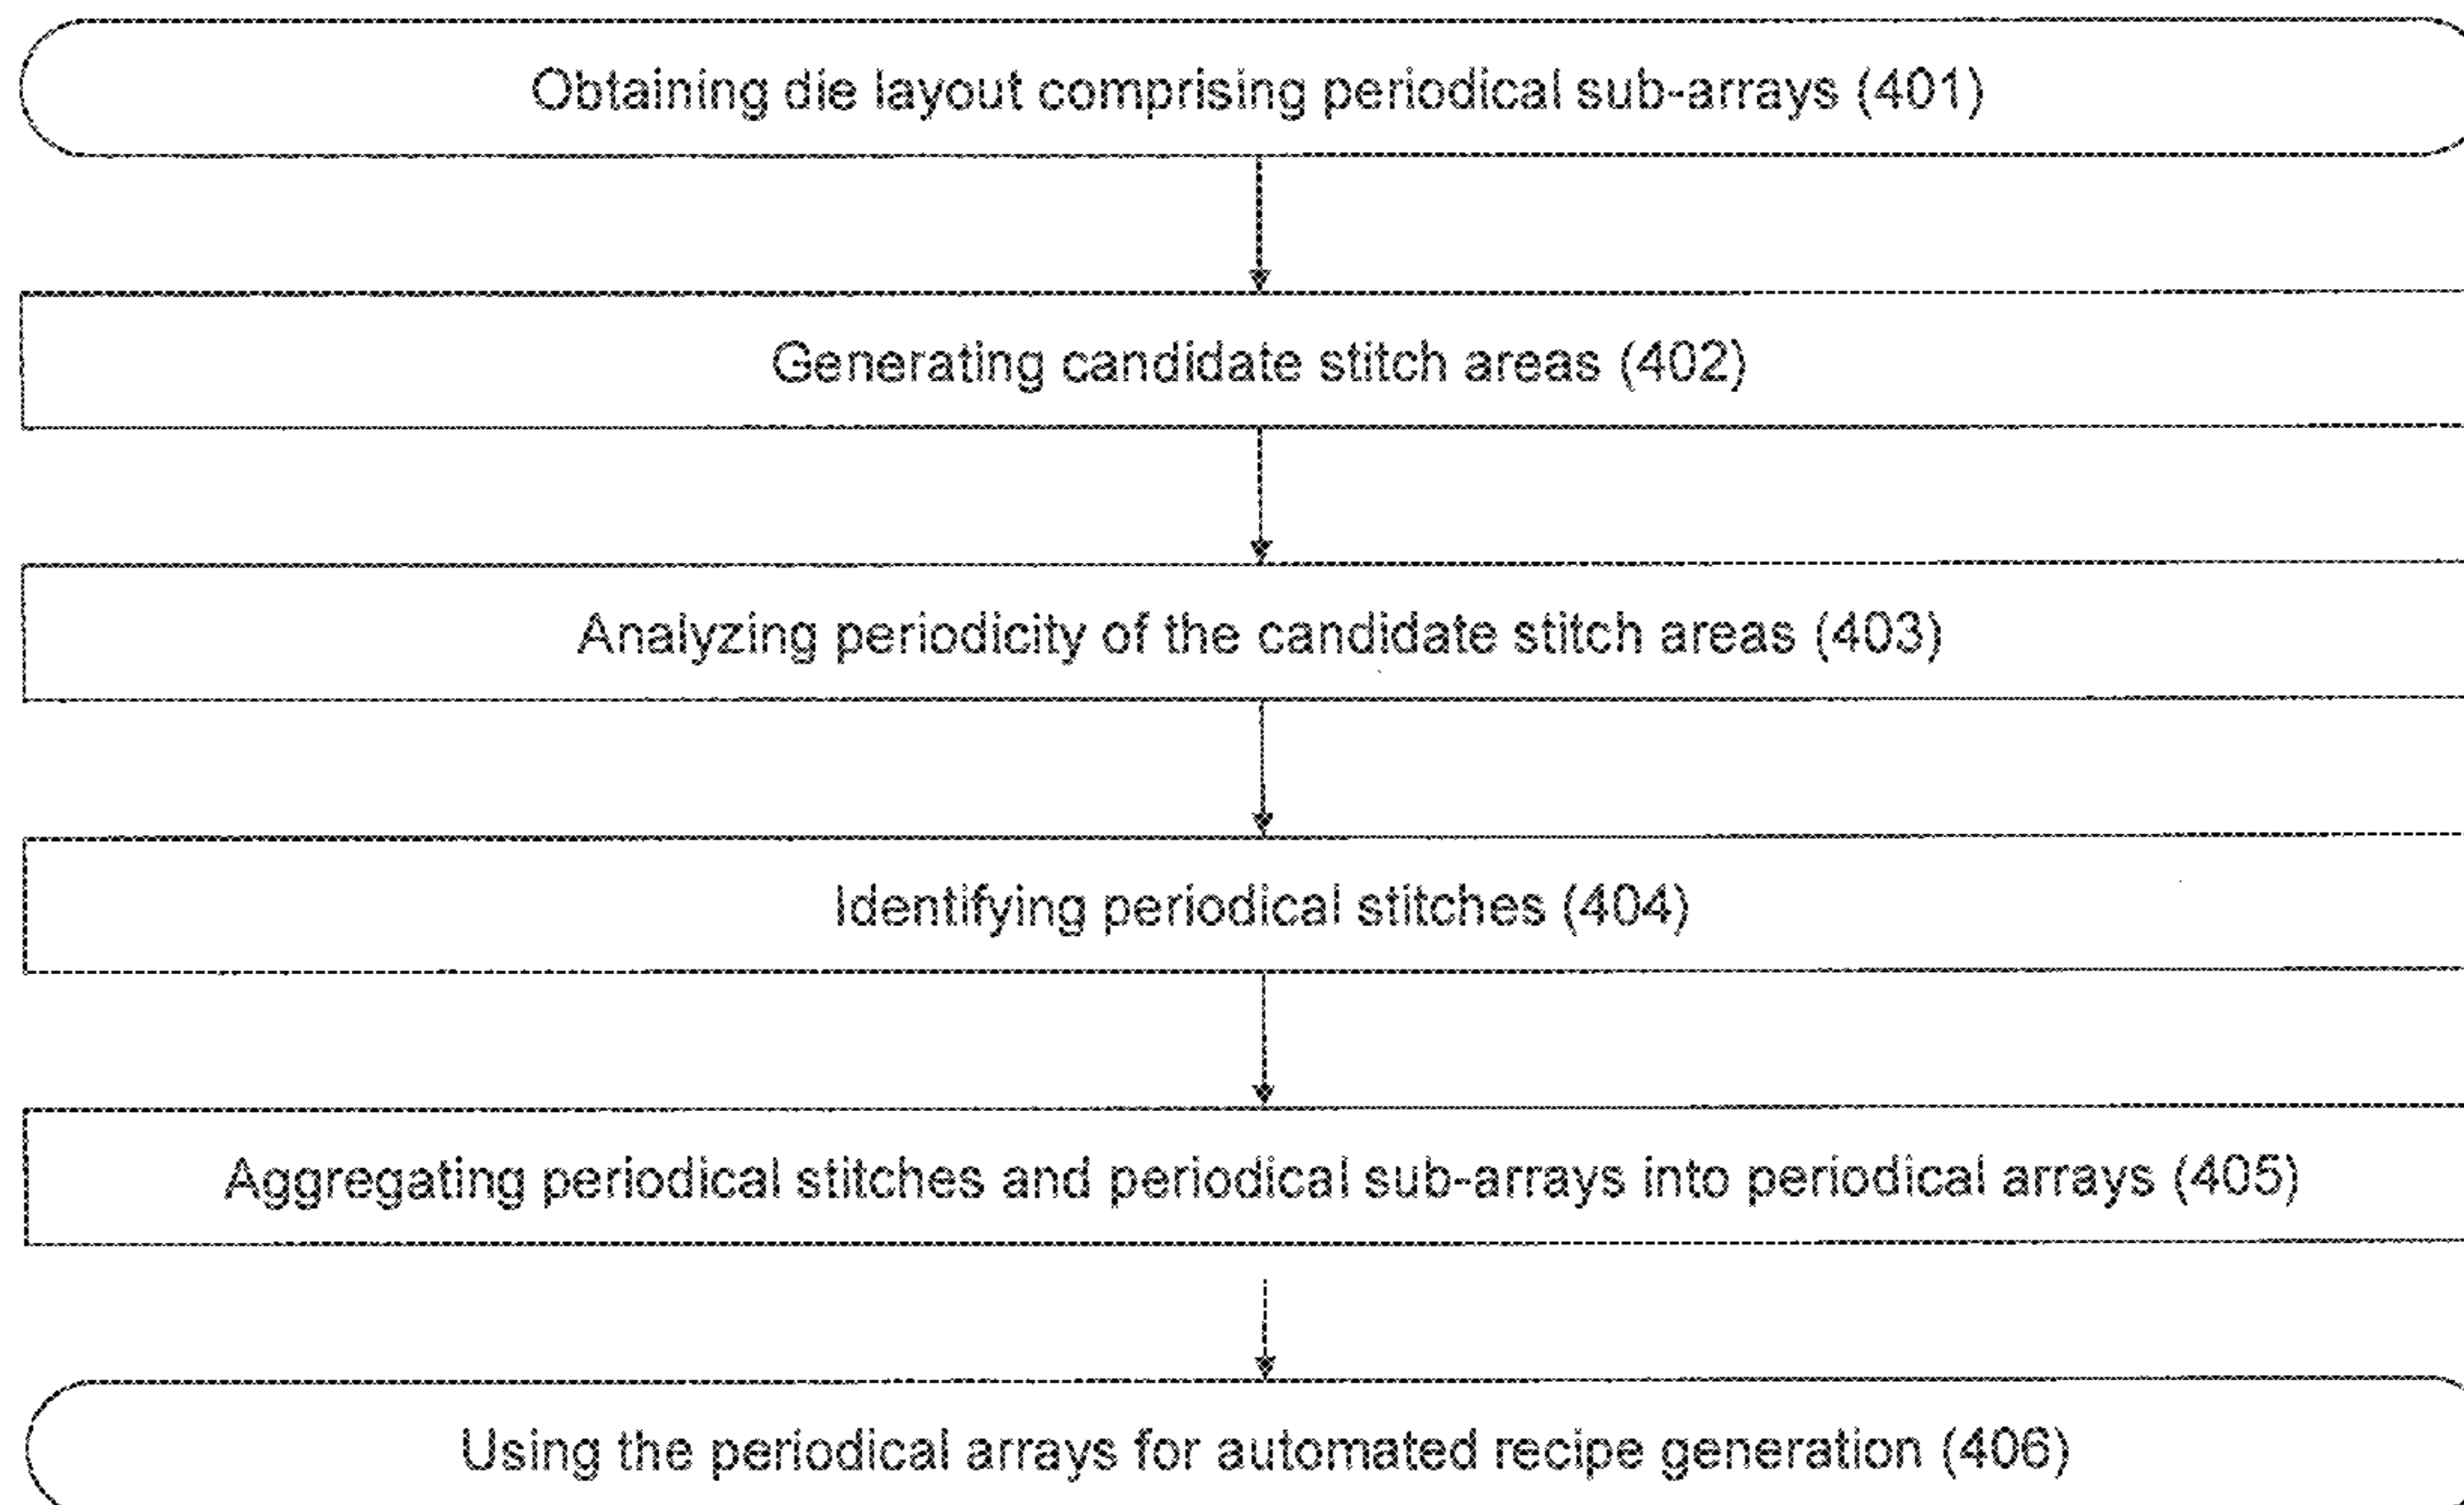 Obtaining die layout comprising periodical sub-arrays (401)
Generating candidate stitch areas (402)
Analyzing periodicity of the candidate stitch areas (403)
Identifying periodical stitches (404)
Aggregating periodical stitches and periodical sub-arrays into periodical arrays (405)
Using the periodical arrays for automated recipe generation (406)